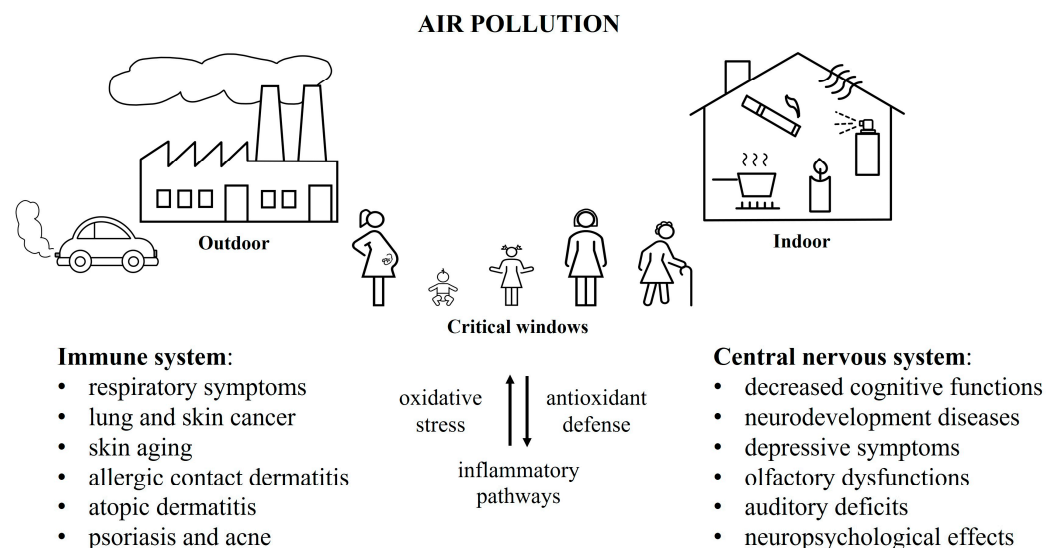 AIR POLLUTION
Outdoor
Indoor
Critical windows
Immune system:
• respiratory symptoms
• lung and skin cancer
• skin aging
• allergic contact dermatitis
• atopic dermatitis
• psoriasis and acne
oxidative
stress
antioxidant
defense
inflammatory
pathways
Central nervous system:
• decreased cognitive functions
• neurodevelopment diseases
• depressive symptoms
• olfactory dysfunctions
• auditory deficits
• neuropsychological effects